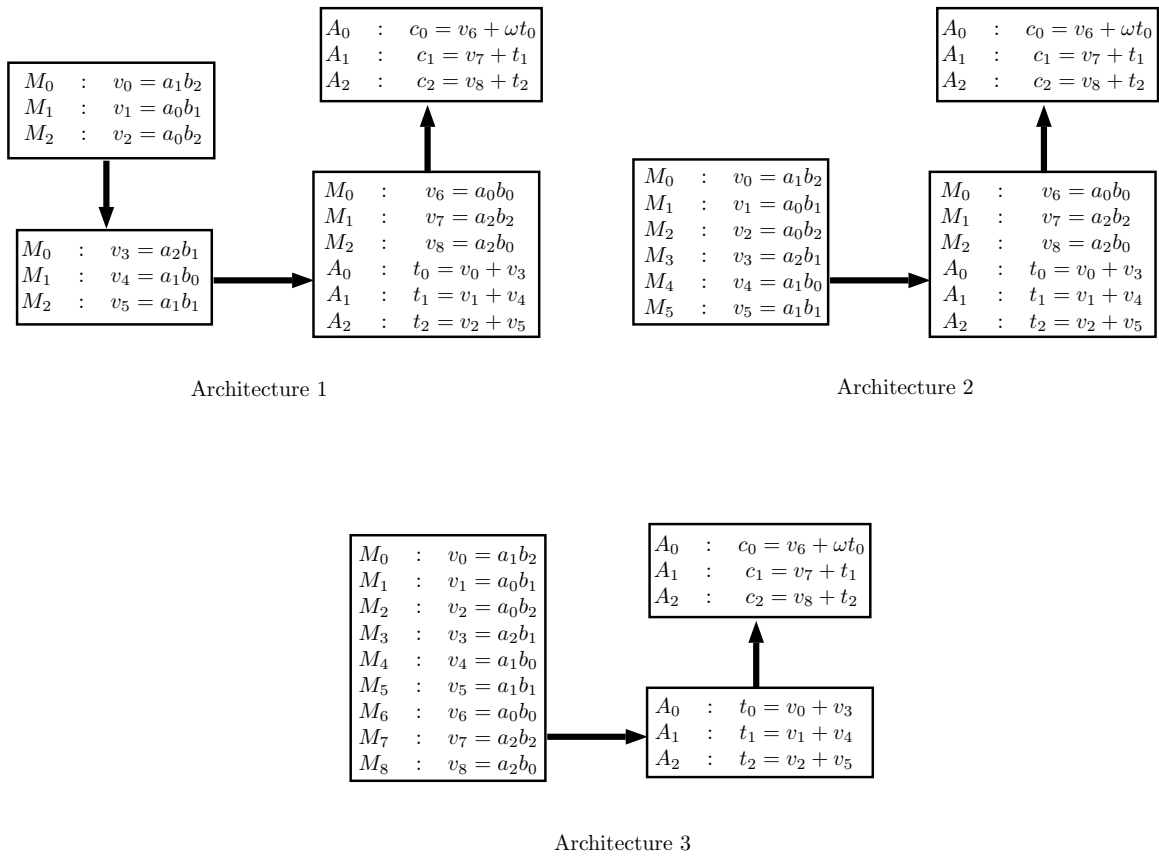 M₀ : v₀ = a₁b₂
M₁ : v₁ = a₀b₁
M₂ : v₂ = a₀b₂
M₀ : v₃ = a₂b₁
M₁ : v₄ = a₁b₀
M₂ : v₅ = a₁b₁
A₀ : c₀ = v₆ + ωt₀
A₁ : c₁ = v₇ + t₁
A₂ : c₂ = v₈ + t₂
M₀ : v₆ = a₀b₀
M₁ : v₇ = a₂b₂
M₂ : v₈ = a₂b₀
A₀ : t₀ = v₀ + v₃
A₁ : t₁ = v₁ + v₄
A₂ : t₂ = v₂ + v₅
Architecture 1
M₀ : v₀ = a₁b₂
M₁ : v₁ = a₀b₁
M₂ : v₂ = a₀b₂
M₃ : v₃ = a₂b₁
M₄ : v₄ = a₁b₀
M₅ : v₅ = a₁b₁
A₀ : c₀ = v₆ + ωt₀
A₁ : c₁ = v₇ + t₁
A₂ : c₂ = v₈ + t₂
M₀ : v₆ = a₀b₀
M₁ : v₇ = a₂b₂
M₂ : v₈ = a₂b₀
A₀ : t₀ = v₀ + v₃
A₁ : t₁ = v₁ + v₄
A₂ : t₂ = v₂ + v₅
Architecture 2
M₀ : v₀ = a₁b₂
M₁ : v₁ = a₀b₁
M₂ : v₂ = a₀b₂
M₃ : v₃ = a₂b₁
M₄ : v₄ = a₁b₀
M₅ : v₅ = a₁b₁
M₆ : v₆ = a₀b₀
M₇ : v₇ = a₂b₂
M₈ : v₈ = a₂b₀
A₀ : c₀ = v₆ + ωt₀
A₁ : c₁ = v₇ + t₁
A₂ : c₂ = v₈ + t₂
A₀ : t₀ = v₀ + v₃
A₁ : t₁ = v₁ + v₄
A₂ : t₂ = v₂ + v₅
Architecture 3